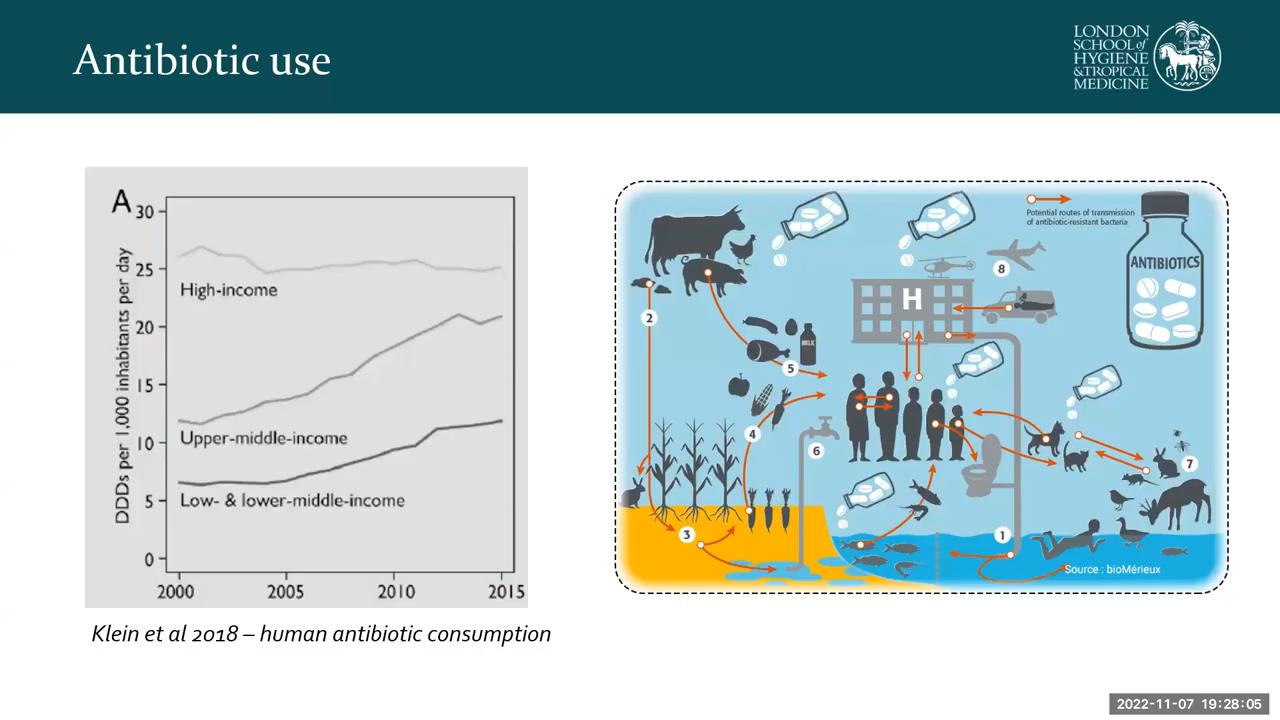 Antibiotic use
LONDON
SCHOOL of
HYGIENE
&TROPICAL
MEDICINE
A
30
25
20
15
10
5
0
DDDs per 1,000 inhabitants per day
High-income
Upper-middle-income
Low- & lower-middle-income
2000
2005
2010
2015
Klein et al 2018 – human antibiotic consumption
Potential routes of transmission
of antibiotic-resistant bacteria
ANTIBIOTICS
8
H
2
MILK
5
4
6
7
3
1
Source : bioMérieux
2022-11-07 19:28:05